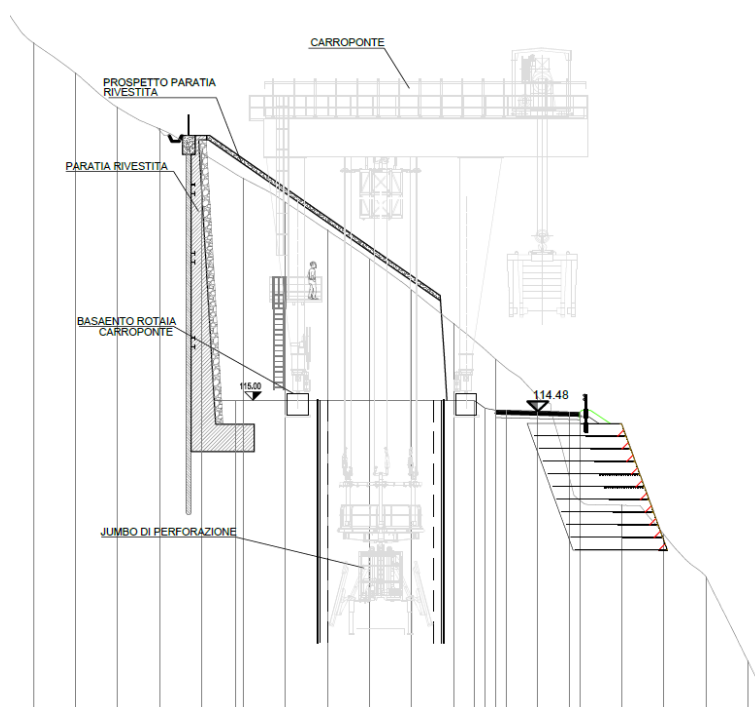 CARROPONTE
PROSPETTO PARATIA
RIVESTITA
PARATIA RIVESTITA
BASAENTO ROTAIA
CARROPONTE
115.00
114.48
JUMBO DI PERFORAZIONE